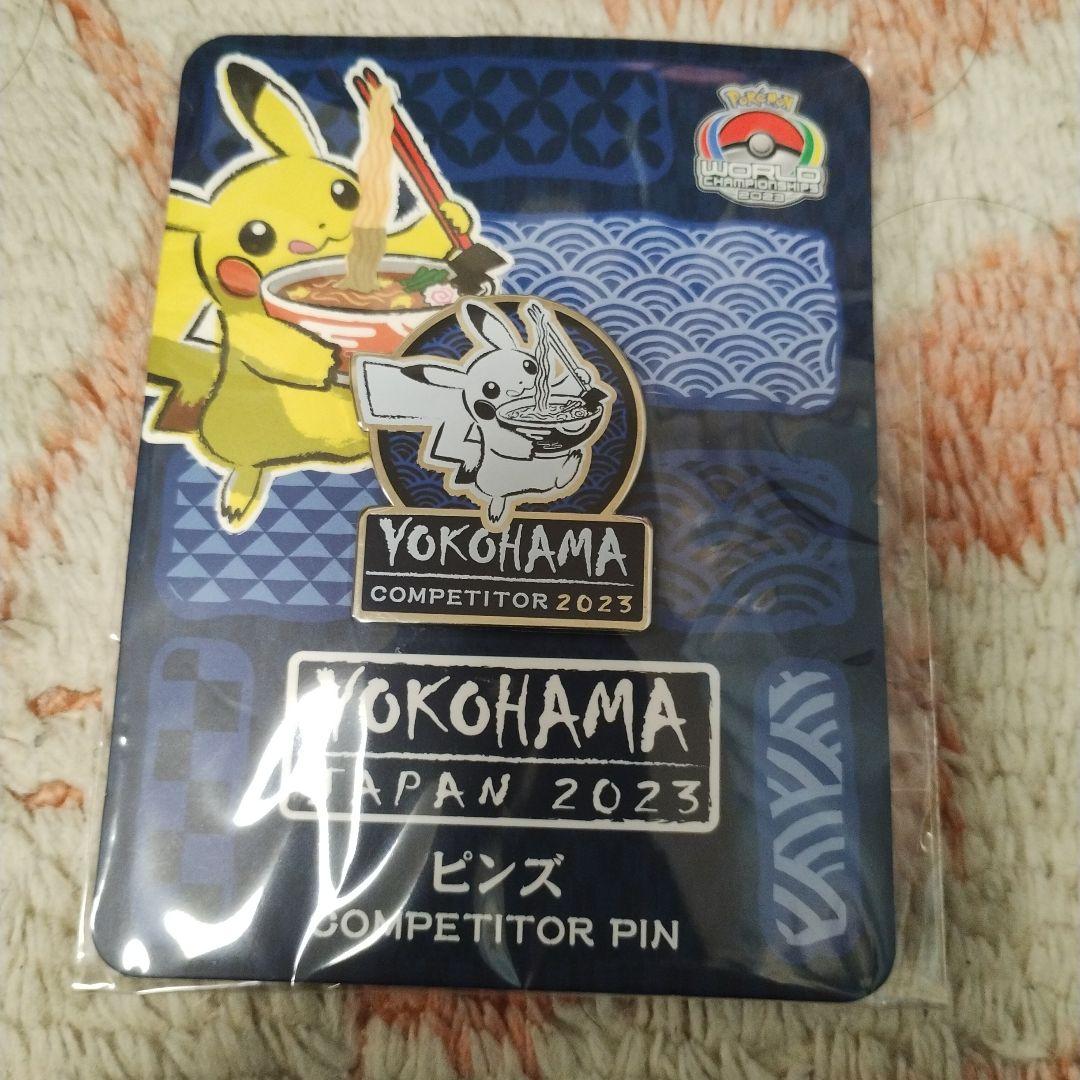 POKÉMON
WORLD
CHAMPIONSHIPS
2023
YOKOHAMA
COMPETITOR 2023
YOKOHAMA
JAPAN 2023
ピンズ
COMPETITOR PIN